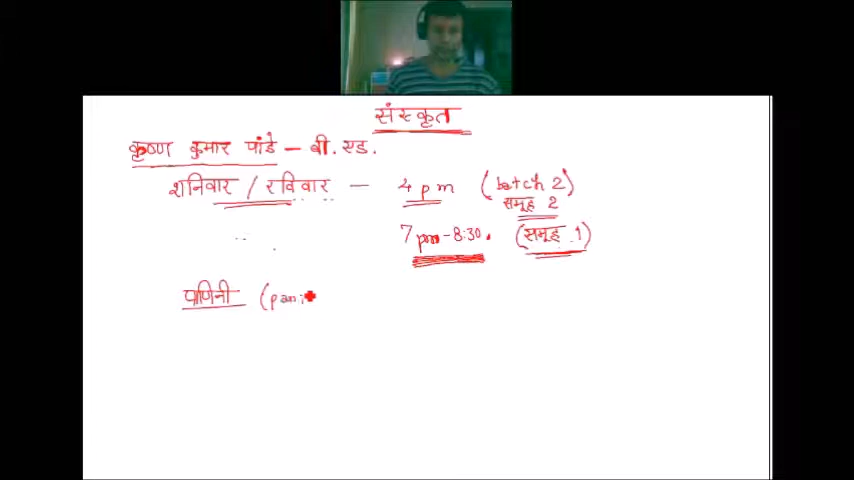 संस्कृत
कृष्ण कुमार पांडे - बी. एड.
शनिवार / रविवार - 4 pm (batch 2)
समूह 2
7 pm - 8:30. (समूह 1)
पाणिनी (pani